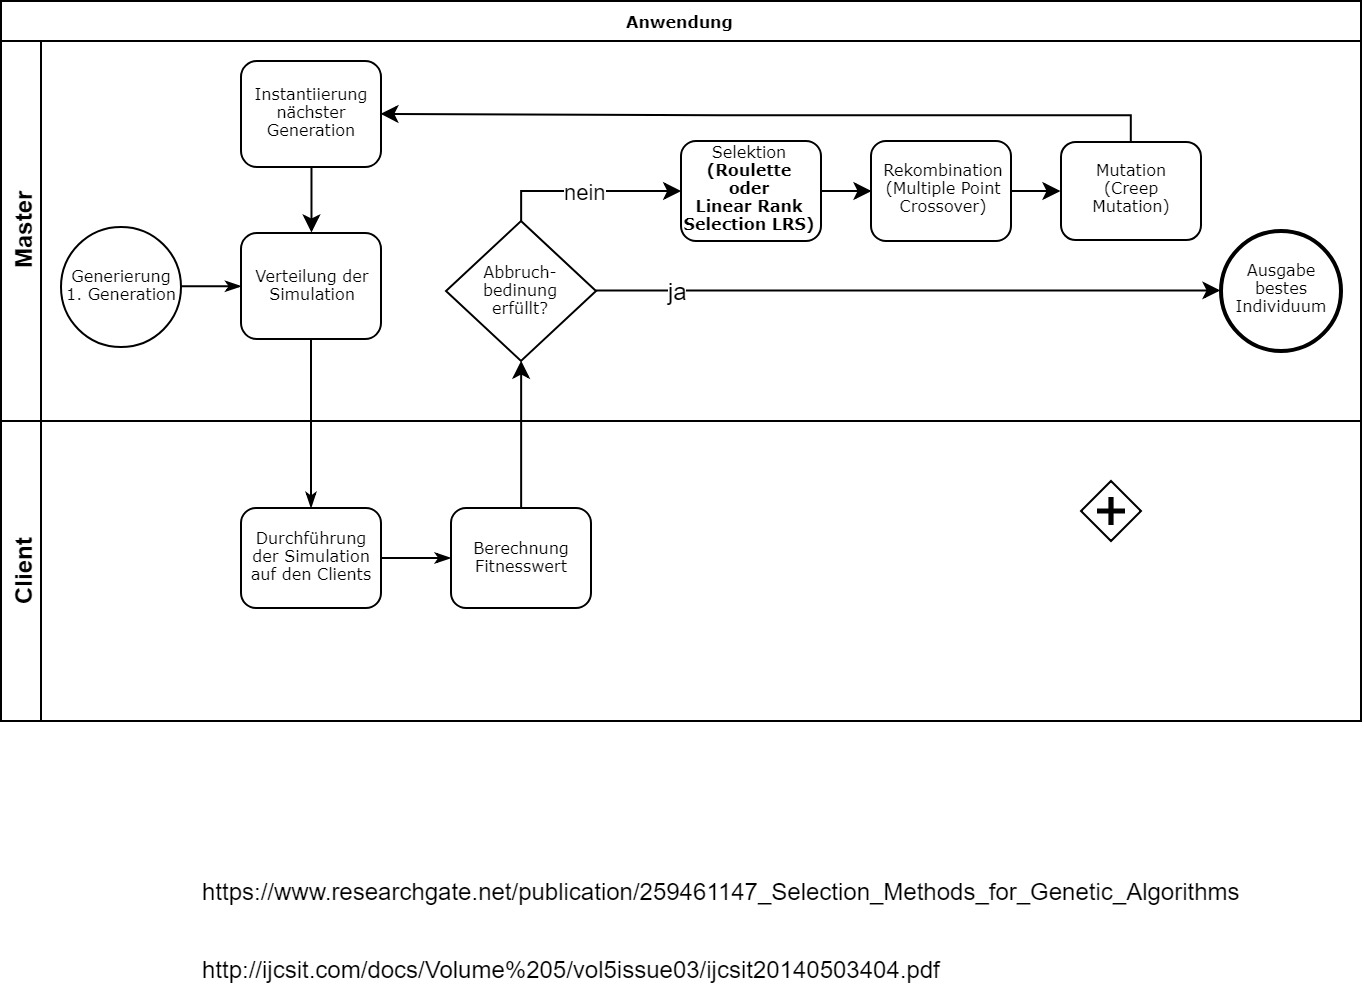 Anwendung
Master
Instantiierung
nächster
Generation
Generierung
1. Generation
Verteilung der
Simulation
Abbruch-
bedinung
erfüllt?
nein
ja
Selektion
(Roulette
oder
Linear Rank
Selection LRS)
Rekombination
(Multiple Point
Crossover)
Mutation
(Creep
Mutation)
Ausgabe
bestes
Individuum
Client
Durchführung
der Simulation
auf den Clients
Berechnung
Fitnesswert
https://www.researchgate.net/publication/259461147_Selection_Methods_for_Genetic_Algorithms
http://ijcsit.com/docs/Volume%205/vol5issue03/ijcsit20140503404.pdf